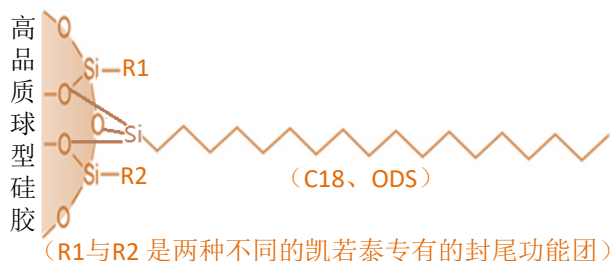 高品质球型硅胶
O
Si—R1
O
O Si
O
Si—R2
O
（C18、ODS）
（R1与R2 是两种不同的凯若泰专有的封尾功能团）